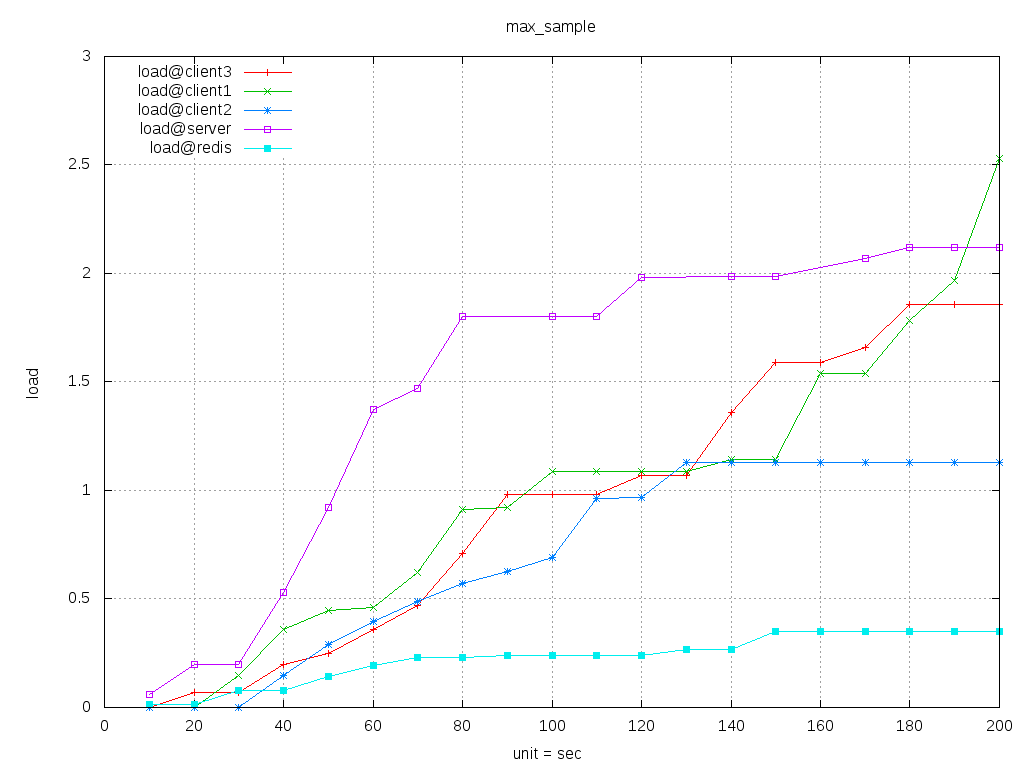 max_sample
load@client3
load@client1
load@client2
load@server
load@redis
3
2.5
2
1.5
1
0.5
0
load
0 20 40 60 80 100 120 140 160 180 200
unit = sec